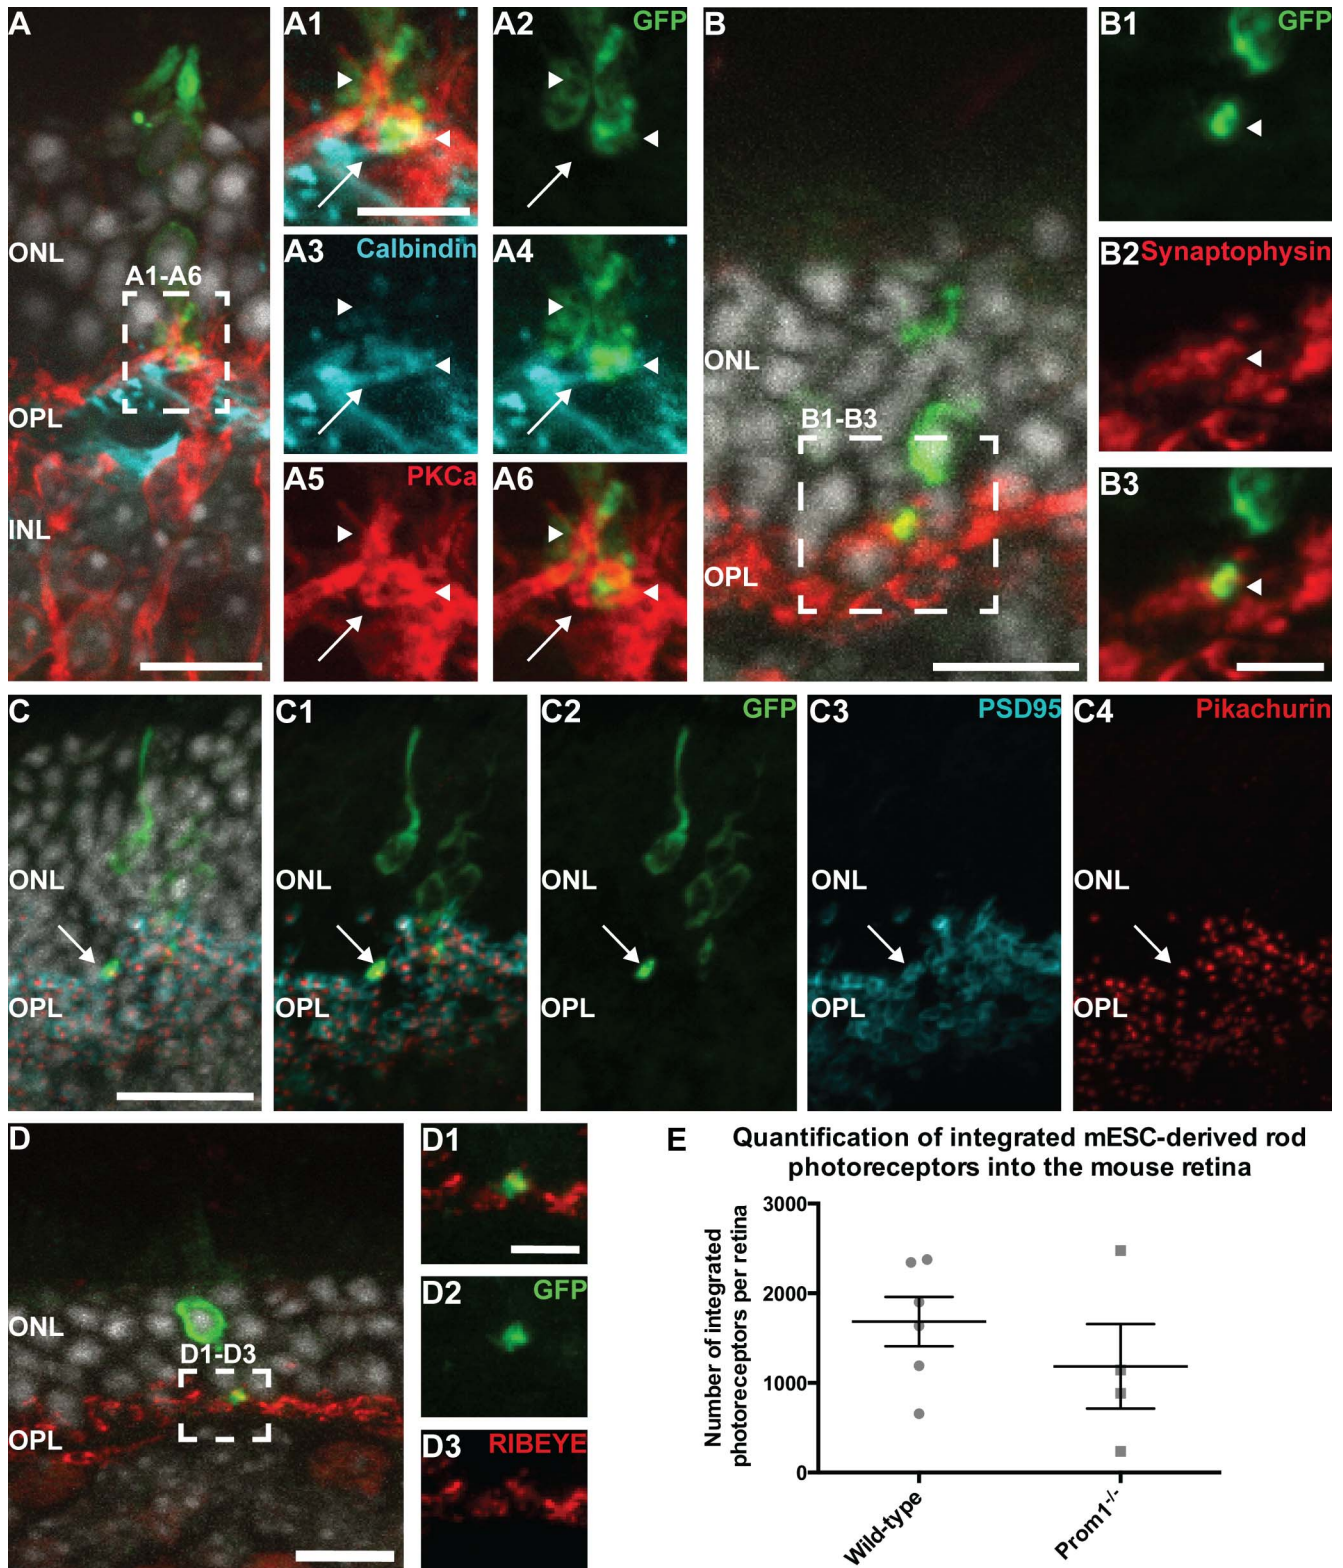 A
ONL
A1-A6
OPL
INL
A1
A2
GFP
A3
Calbindin
A4
A5
PKCa
A6
B
ONL
B1-B3
OPL
B1
GFP
B2
Synaptophysin
B3
C
ONL
OPL
C1
ONL
OPL
C2
GFP
ONL
OPL
C3
PSD95
ONL
OPL
C4
Pikachurin
ONL
OPL
D
ONL
D1-D3
OPL
D1
D2
GFP
D3
RIBEYE
E
Quantification of integrated mESC-derived rod
photoreceptors into the mouse retina
Number of integrated
photoreceptors per retina
3000
2000
1000
0
Wild-type
Prom1-/-